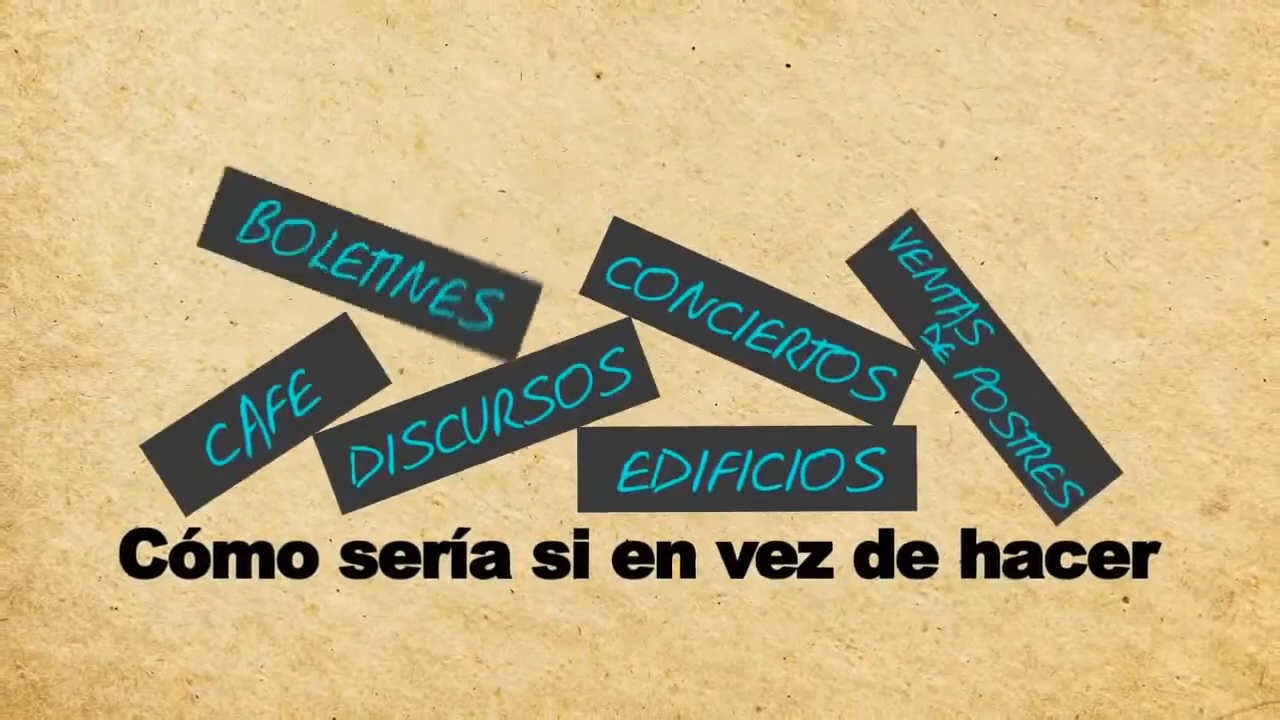 BOLETINES
CONCIERTOS
VENTAS
DE POSTRES
CAFE
DISCURSOS
EDIFICIOS
Cómo sería si en vez de hacer